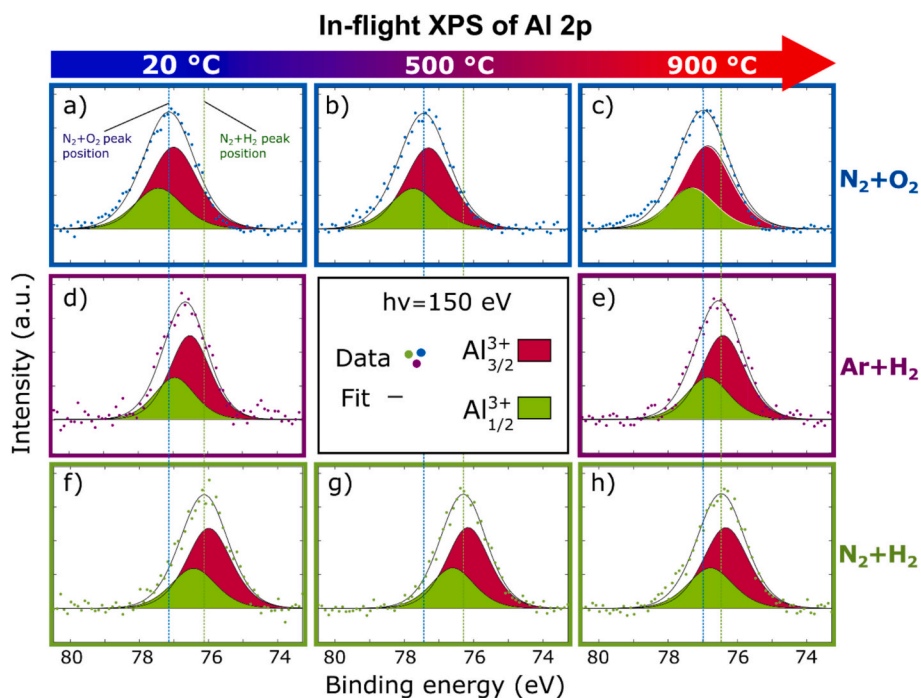 In-flight XPS of Al 2p
20 °C 500 °C 900 °C
a) b) c)
N₂+O₂ peak position
N₂+H₂ peak position
N₂+O₂
d) e)
hν=150 eV
Data Al³⁺3/2
Fit − Al³⁺1/2
Ar+H₂
f) g) h)
N₂+H₂
Intensity (a.u.)
80 78 76 74 80 78 76 74 80 78 76 74
Binding energy (eV)